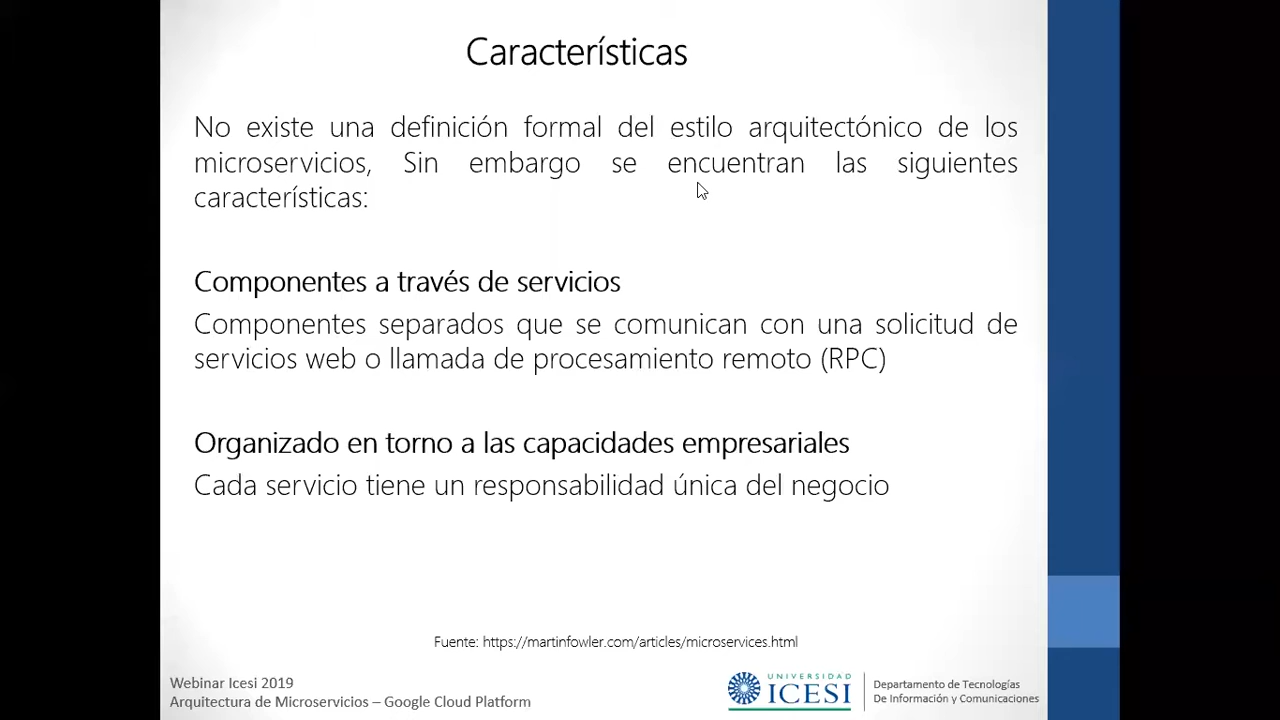 Características
No existe una definición formal del estilo arquitectónico de los
microservicios, Sin embargo se encuentran las siguientes
características:
Componentes a través de servicios
Componentes separados que se comunican con una solicitud de
servicios web o llamada de procesamiento remoto (RPC)
Organizado en torno a las capacidades empresariales
Cada servicio tiene un responsabilidad única del negocio
Fuente: https://martinfowler.com/articles/microservices.html
Webinar Icesi 2019
Arquitectura de Microservicios – Google Cloud Platform
UNIVERSIDAD
ICESI
Departamento de Tecnologías
De Información y Comunicaciones